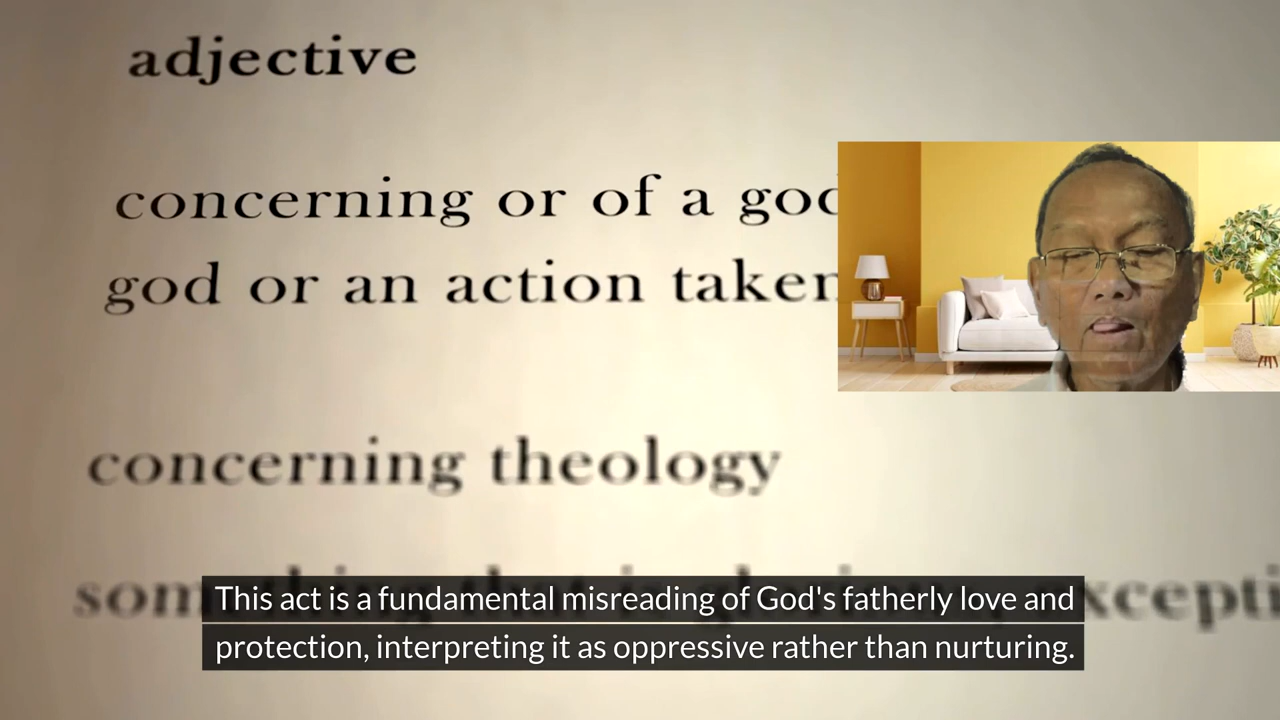 adjective
concerning or of a god
god or an action taken
concerning theology
This act is a fundamental misreading of God's fatherly love and
protection, interpreting it as oppressive rather than nurturing.